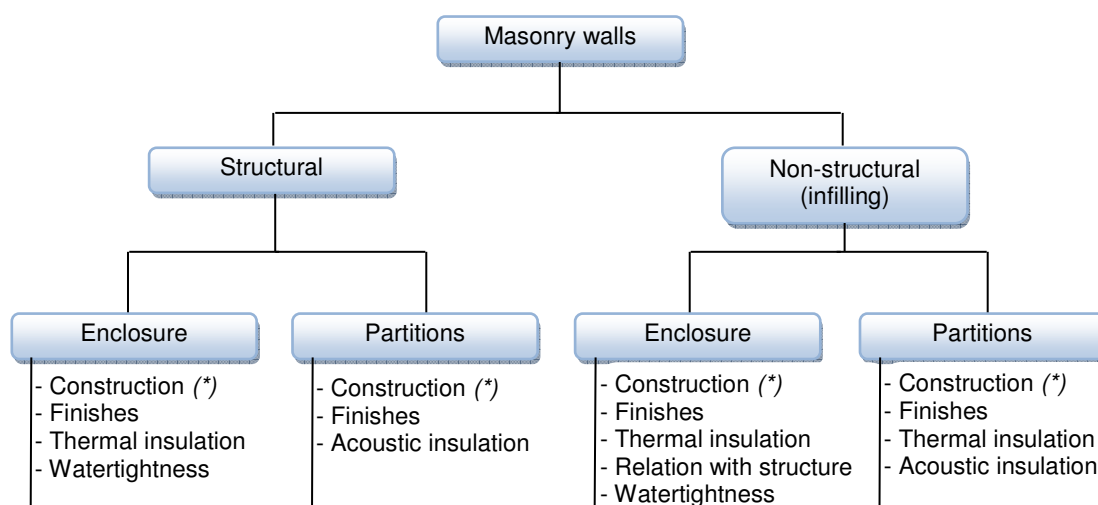 Masonry walls
Structural
Non-structural
(infilling)
Enclosure
- Construction (*)
- Finishes
- Thermal insulation
- Watertightness
Partitions
- Construction (*)
- Finishes
- Acoustic insulation
Enclosure
- Construction (*)
- Finishes
- Thermal insulation
- Relation with structure
- Watertightness
Partitions
- Construction (*)
- Finishes
- Thermal insulation
- Acoustic insulation